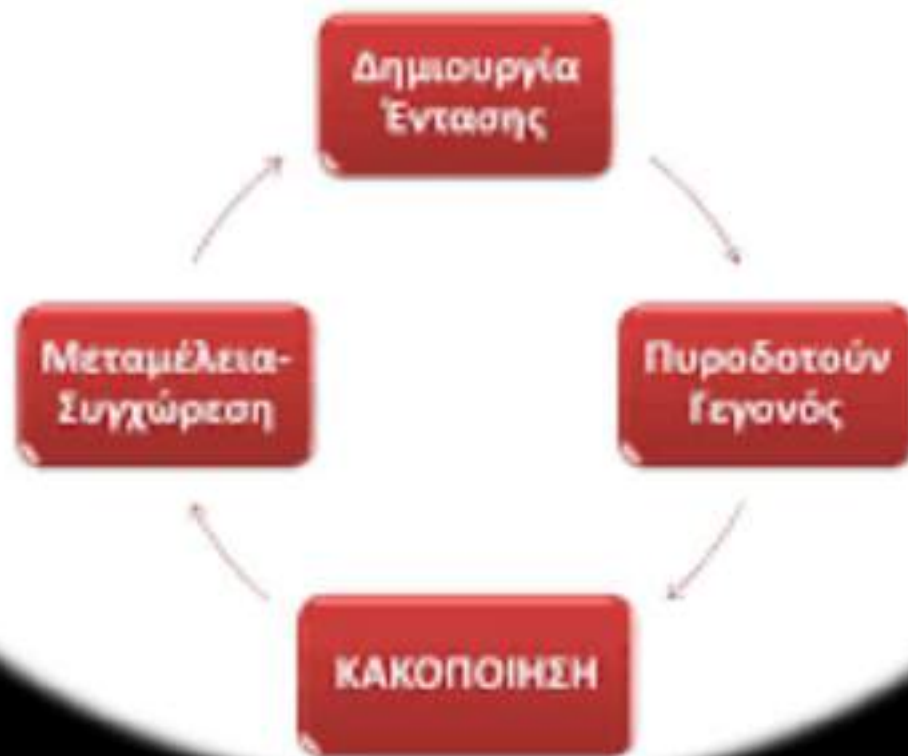 Δημιουργία
Έντασης
Μεταμέλεια-
Συγχώρεση
Πυροδοτούν
Γεγονός
ΚΑΚΟΠΟΙΗΣΗ